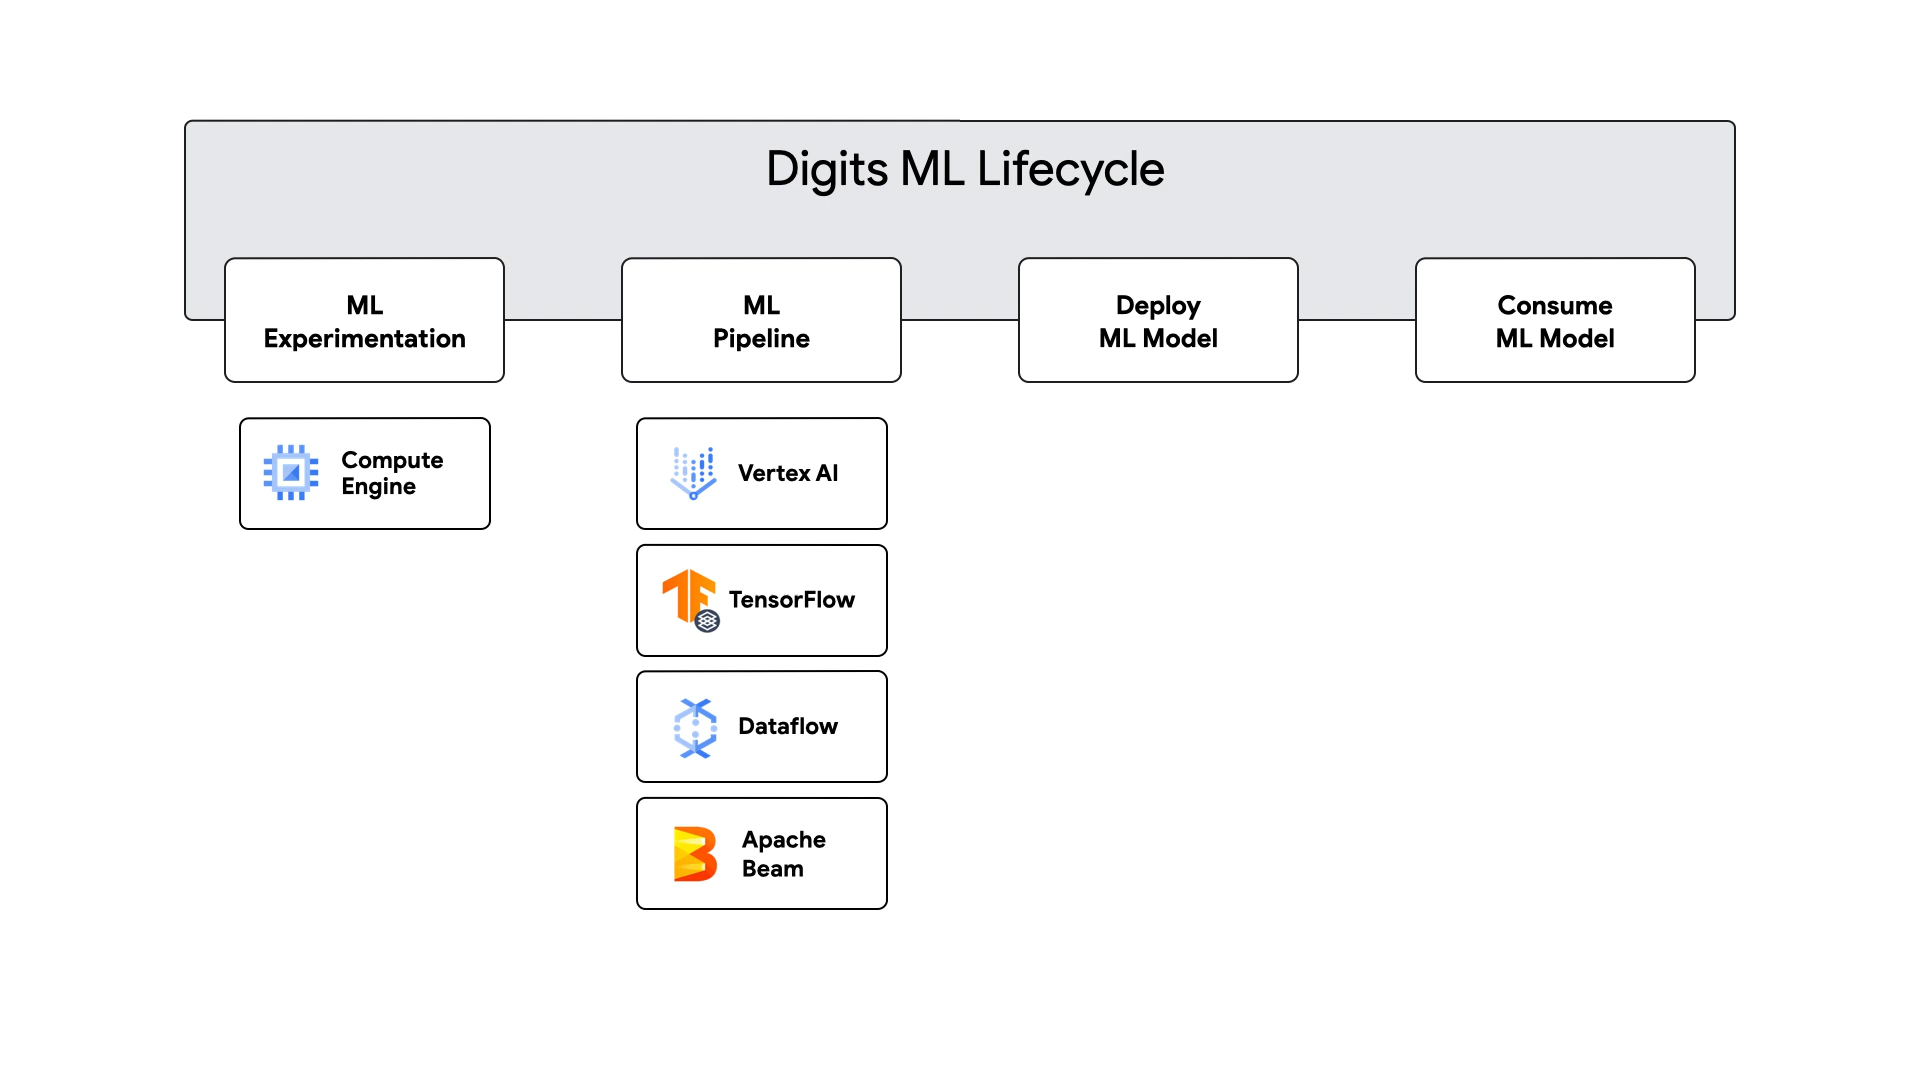 Digits ML Lifecycle
ML
Experimentation
ML
Pipeline
Deploy
ML Model
Consume
ML Model
Compute
Engine
Vertex AI
TensorFlow
Dataflow
Apache
Beam